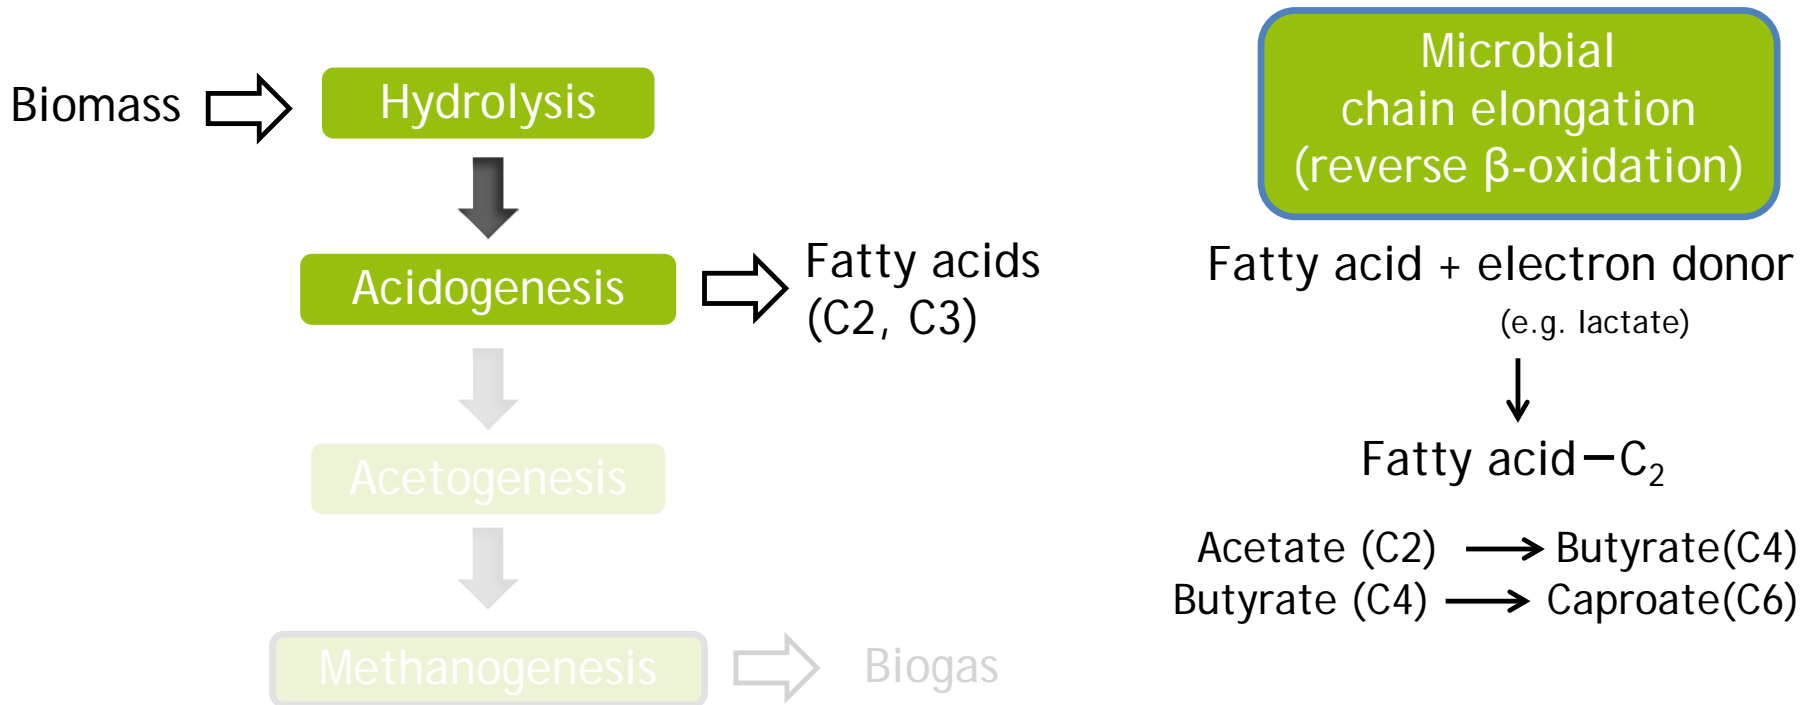 Biomass
Hydrolysis
Acidogenesis
Fatty acids
(C2, C3)
Acetogenesis
Methanogenesis
Biogas
Microbial
chain elongation
(reverse β-oxidation)
Fatty acid + electron donor
(e.g. lactate)
Fatty acid–C₂
Acetate (C2) → Butyrate(C4)
Butyrate (C4) → Caproate(C6)